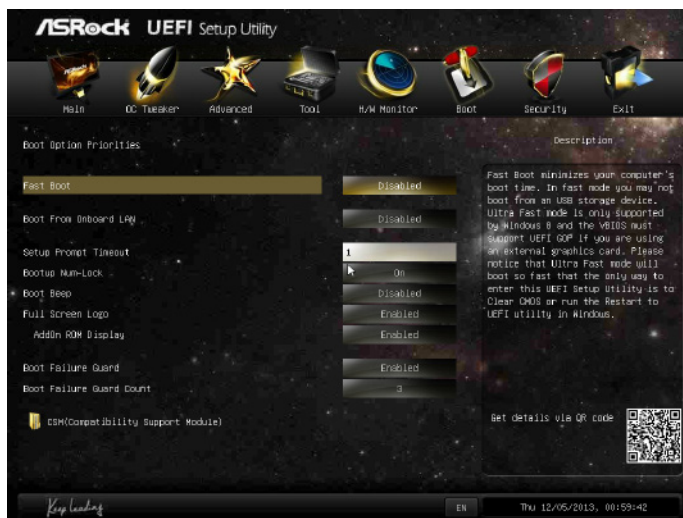 ASRock UEFI Setup Utility
Main OC Tweaker Advanced Tool H/W Monitor Boot Security Exit
Boot Option Priorities
Fast Boot Disabled
Boot From Onboard LAN Disabled
Setup Prompt Timeout 1
Bootup Num-Lock On
Boot Beep Disabled
Full Screen Logo Enabled
AddOn ROM Display Enabled
Boot Failure Guard Enabled
Boot Failure Guard Count 3
CSM(Compatibility Support Module)
Description
Fast Boot minimizes your computer's
boot time. In fast mode you may not
boot from an USB storage device.
Ultra Fast mode is only supported
by Windows 8 and the VBIOS must
support UEFI GOP if you are using
an external graphics card. Please
notice that Ultra Fast mode will
boot so fast that the only way to
enter this UEFI Setup Utility is to
Clear CMOS or run the Restart to
UEFI utility in Windows.
Get details via QR code
Keep Leading
EN
Thu 12/05/2013, 00:59:42